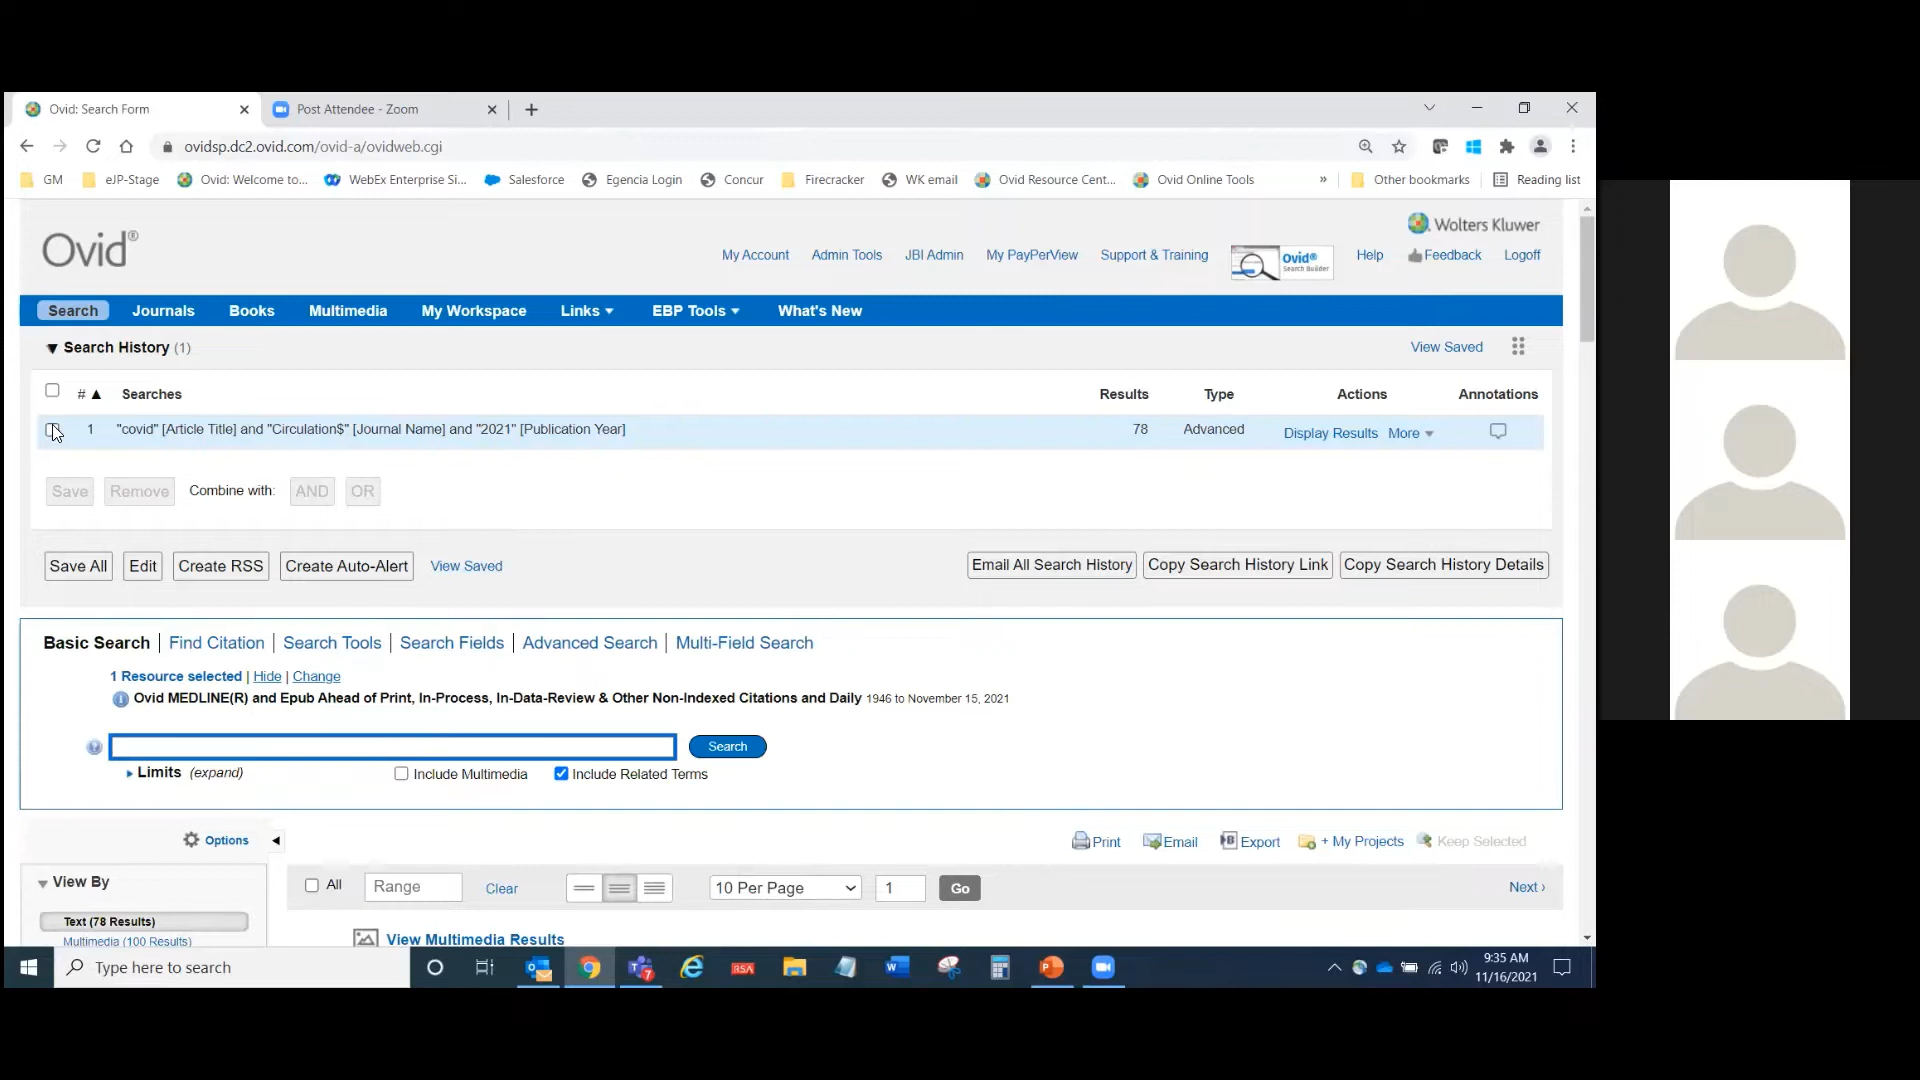 Ovid: Search Form
Post Attendee - Zoom
ovidsp.dc2.ovid.com/ovid-a/ovidweb.cgi
GM eJP-Stage Ovid: Welcome to... WebEx Enterprise Si... Salesforce Egencia Login Concur Firecracker WK email Ovid Resource Cent... Ovid Online Tools » Other bookmarks Reading list
Wolters Kluwer
Ovid®
My Account Admin Tools JBI Admin My PayPerView Support & Training Ovid® Search Builder Help Feedback Logoff
Search Journals Books Multimedia My Workspace Links EBP Tools What's New
Search History (1) View Saved
# ▲ Searches Results Type Actions Annotations
1 "covid" [Article Title] and "Circulation$" [Journal Name] and "2021" [Publication Year] 78 Advanced Display Results More
Save Remove Combine with: AND OR
Save All Edit Create RSS Create Auto-Alert View Saved Email All Search History Copy Search History Link Copy Search History Details
Basic Search | Find Citation | Search Tools | Search Fields | Advanced Search | Multi-Field Search
1 Resource selected | Hide | Change
Ovid MEDLINE(R) and Epub Ahead of Print, In-Process, In-Data-Review & Other Non-Indexed Citations and Daily 1946 to November 15, 2021
Search
Limits (expand) Include Multimedia Include Related Terms
Options Print Email Export + My Projects Keep Selected
View By All Range Clear 10 Per Page 1 Go Next ›
Text (78 Results)
Multimedia (100 Results) View Multimedia Results
Type here to search 7 RSA 9:35 AM
11/16/2021